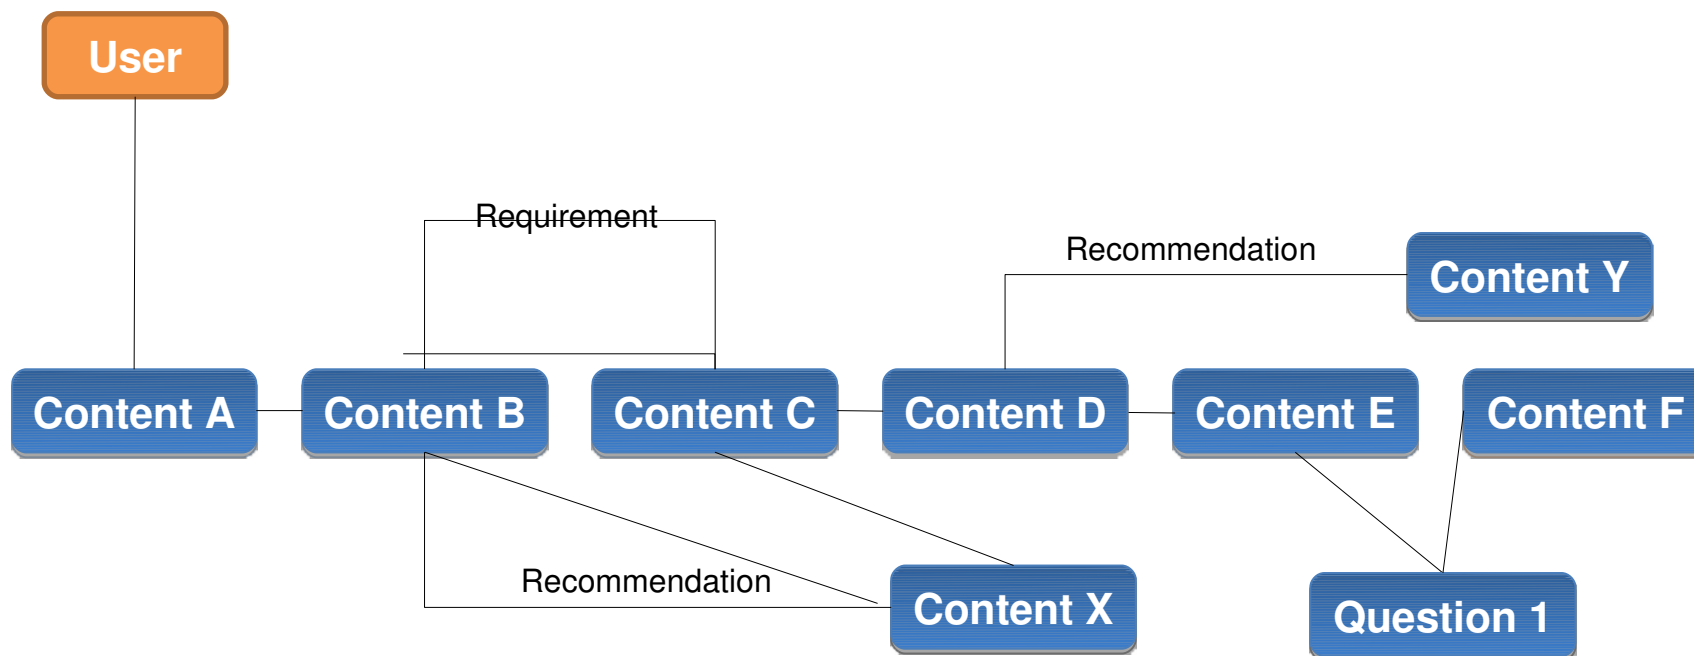 User
Requirement
Recommendation
Content Y
Content A
Content B
Content C
Content D
Content E
Content F
Recommendation
Content X
Question 1